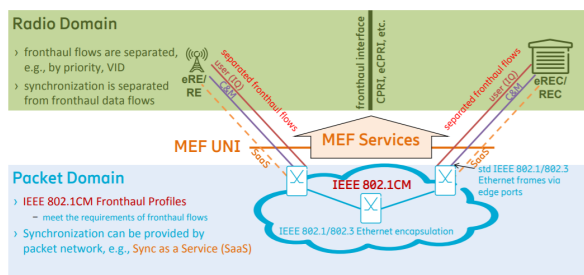 Radio Domain
› fronthaul flows are separated,
e.g., by priority, VID
› synchronization is separated
from fronthaul data flows
eRE/
RE
separated fronthaul flows
user (IQ)
C&M
SaaS
fronthaul interface
CPRI, eCPRI, etc.
separated fronthaul flows
user (IQ)
C&M
SaaS
eREC/
REC
MEF UNI
MEF Services
Packet Domain
› IEEE 802.1CM Fronthaul Profiles
– meet the requirements of fronthaul flows
› Synchronization can be provided by
packet network, e.g., Sync as a Service (SaaS)
IEEE 802.1CM
IEEE 802.1/802.3 Ethernet encapsulation
std IEEE 802.1/802.3
Ethernet frames via
edge ports